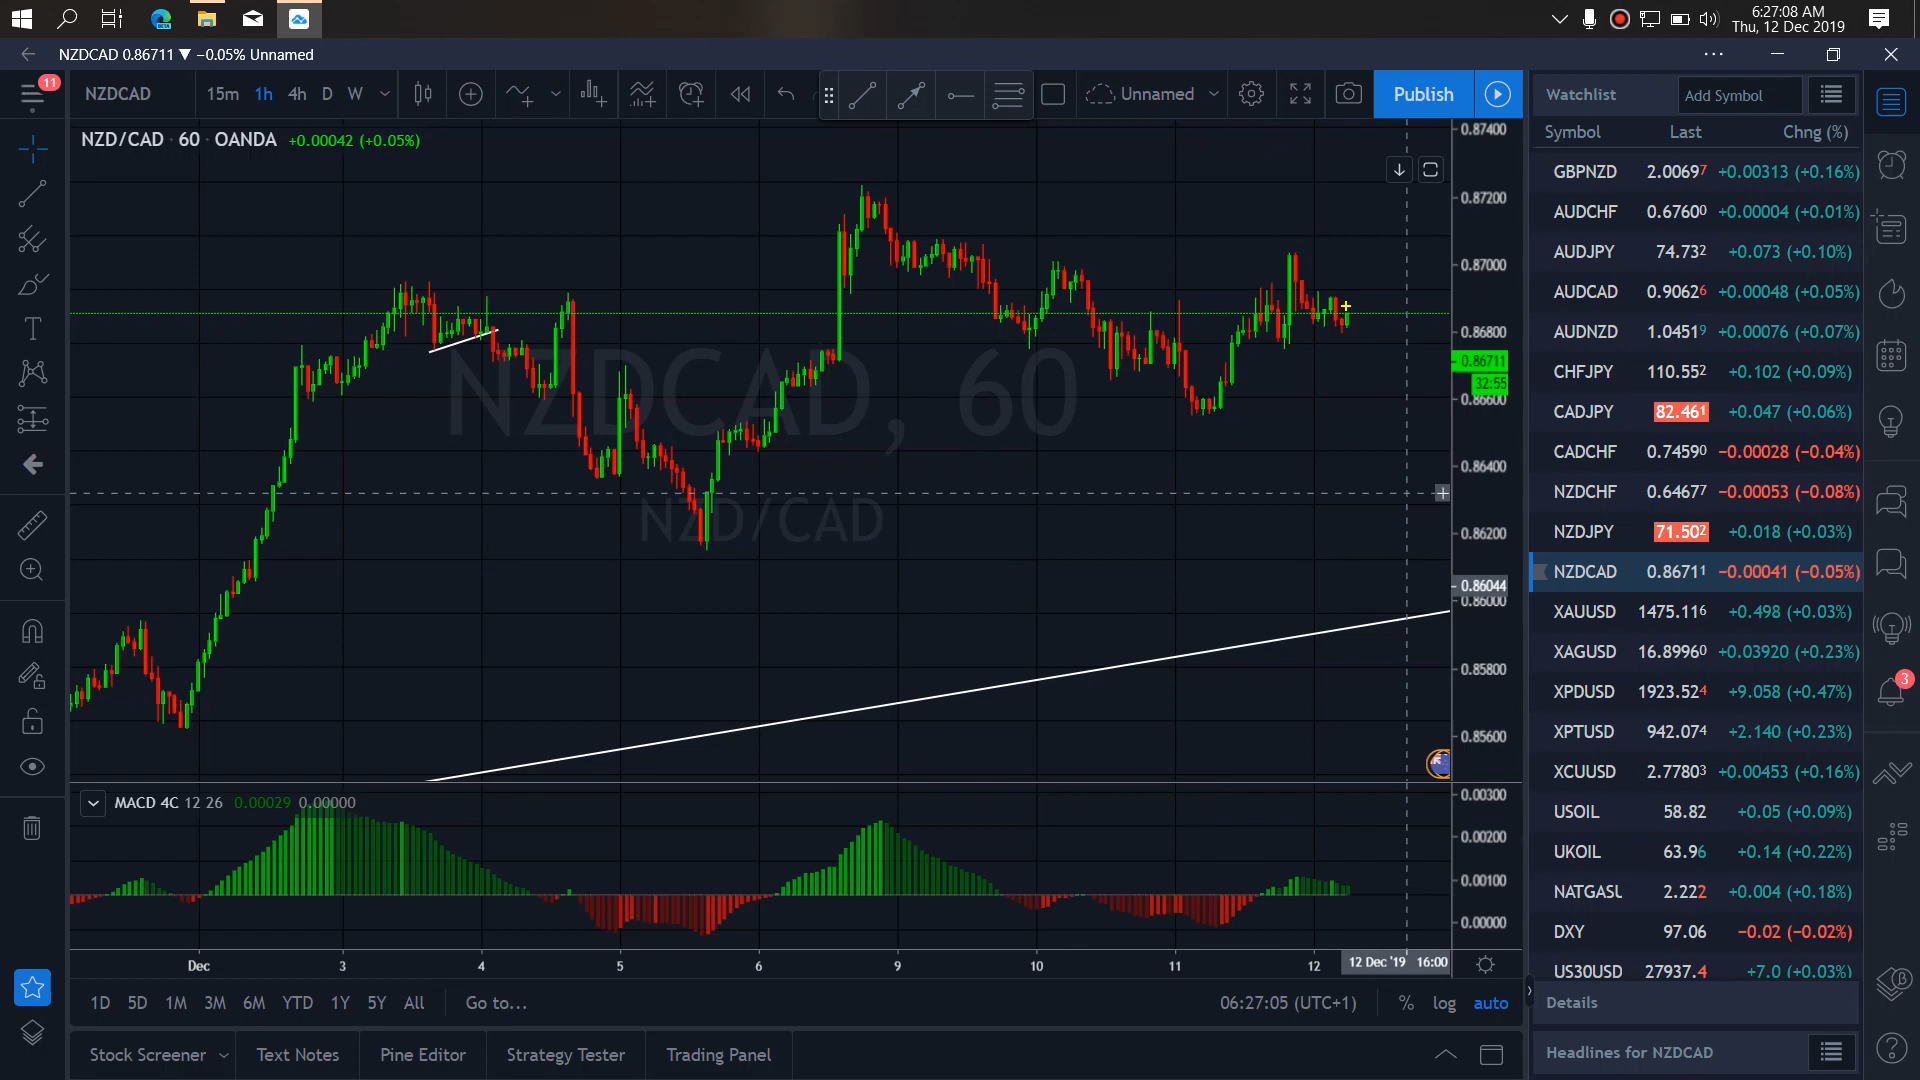 6:27:08 AM
Thu, 12 Dec 2019
NZDCAD 0.86711 ▼ −0.05% Unnamed
11
NZDCAD 15m 1h 4h D W Unnamed Publish
Watchlist Add Symbol
Symbol Last Chng (%)
NZD/CAD · 60 · OANDA +0.00042 (+0.05%)
NZDCAD, 60
NZD/CAD
0.87400
0.87200
0.87000
0.86800
0.86711
32:55
0.86600
0.86400
0.86200
0.86044
0.86000
0.85800
0.85600
GBPNZD 2.00697 +0.00313 (+0.16%)
AUDCHF 0.67600 +0.00004 (+0.01%)
AUDJPY 74.732 +0.073 (+0.10%)
AUDCAD 0.90626 +0.00048 (+0.05%)
AUDNZD 1.04519 +0.00076 (+0.07%)
CHFJPY 110.552 +0.102 (+0.09%)
CADJPY 82.461 +0.047 (+0.06%)
CADCHF 0.74590 −0.00028 (−0.04%)
NZDCHF 0.64677 −0.00053 (−0.08%)
NZDJPY 71.502 +0.018 (+0.03%)
NZDCAD 0.86711 −0.00041 (−0.05%)
XAUUSD 1475.116 +0.498 (+0.03%)
XAGUSD 16.89960 +0.03920 (+0.23%)
XPDUSD 1923.524 +9.058 (+0.47%)
XPTUSD 942.074 +2.140 (+0.23%)
XCUUSD 2.77803 +0.00453 (+0.16%)
USOIL 58.82 +0.05 (+0.09%)
UKOIL 63.96 +0.14 (+0.22%)
NATGASU 2.222 +0.004 (+0.18%)
DXY 97.06 −0.02 (−0.02%)
US30USD 27937.4 +7.0 (+0.03%)
3
MACD 4C 12 26 0.00029 0.00000
0.00300
0.00200
0.00100
0.00000
Dec 3 4 5 6 9 10 11 12 12 Dec '19 16:00
1D 5D 1M 3M 6M YTD 1Y 5Y All Go to... 06:27:05 (UTC+1) % log auto
Details
Stock Screener Text Notes Pine Editor Strategy Tester Trading Panel
Headlines for NZDCAD